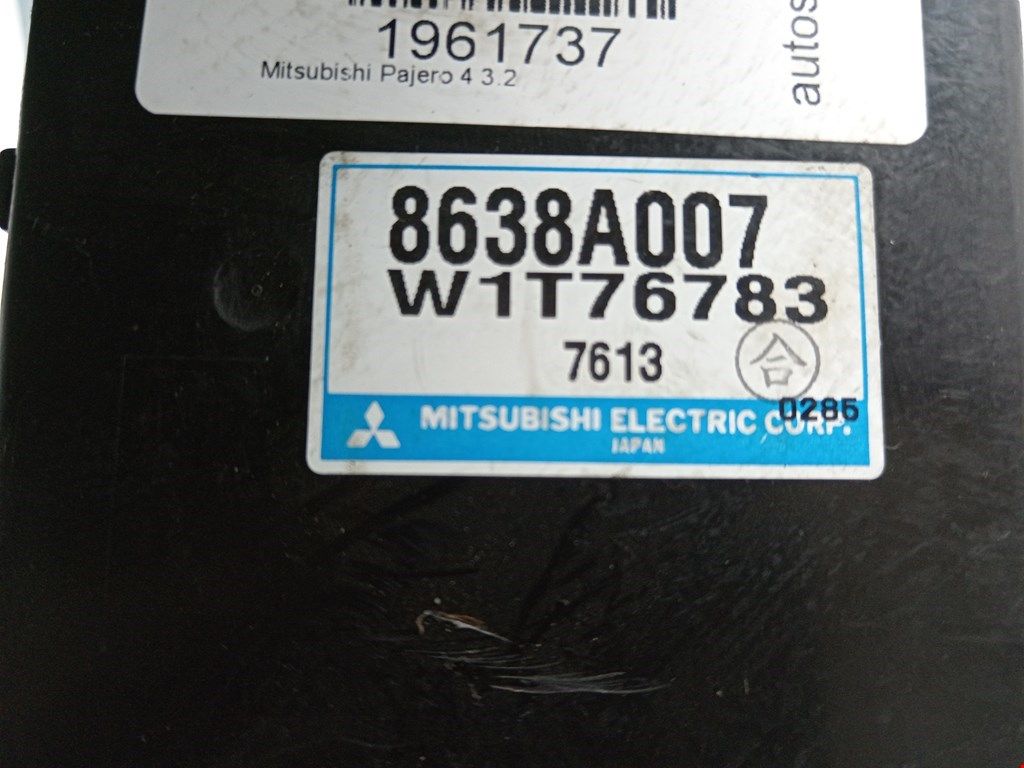 1961737
Mitsubishi Pajero 4 3.2
autos
8638A007
W1T76783
7613
合
0285
MITSUBISHI ELECTRIC CORP.
JAPAN